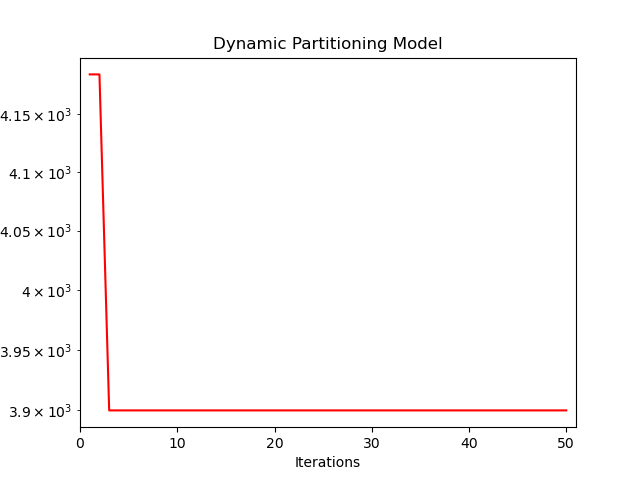 Dynamic Partitioning Model
4.15 × 10³
4.1 × 10³
4.05 × 10³
4 × 10³
3.95 × 10³
3.9 × 10³
0 10 20 30 40 50
Iterations